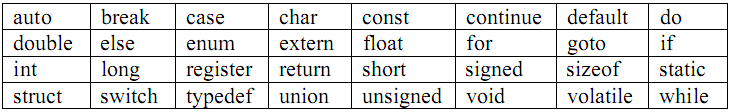 auto break case char const continue default do
double else enum extern float for goto if
int long register return short signed sizeof static
struct switch typedef union unsigned void volatile while